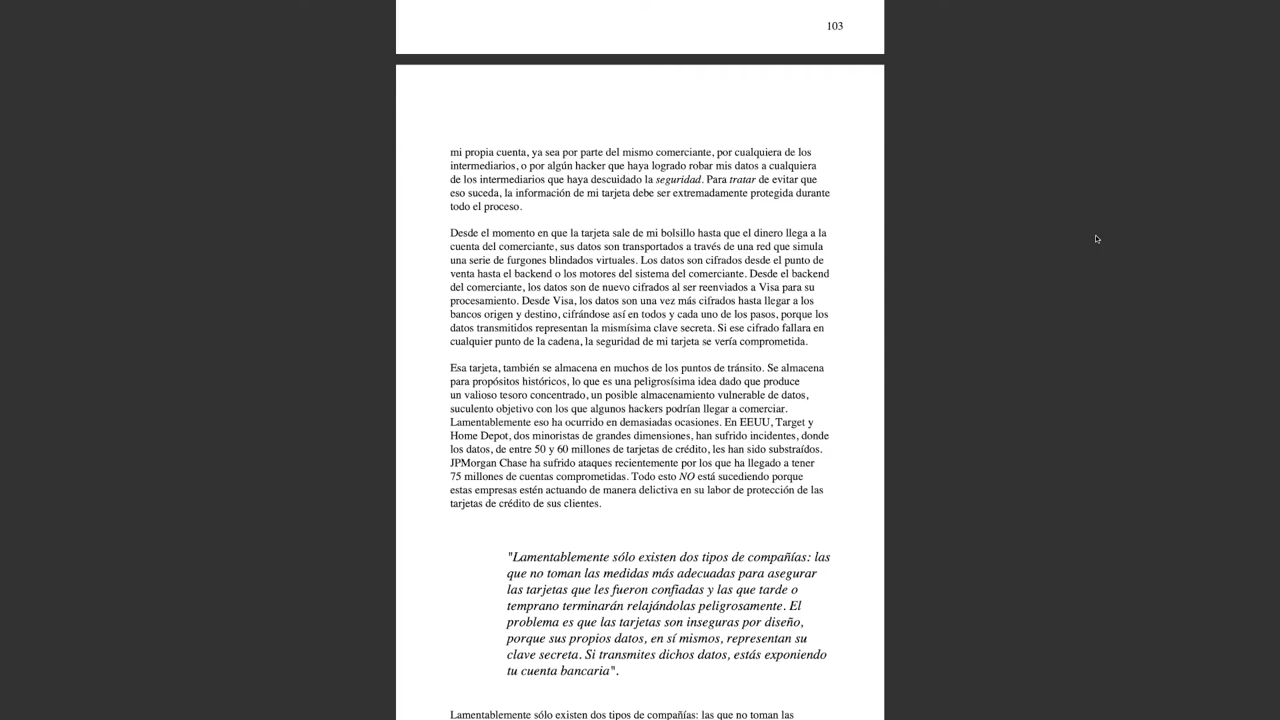 103
mi propia cuenta, ya sea por parte del mismo comerciante, por cualquiera de los
intermediarios, o por algún hacker que haya logrado robar mis datos a cualquiera
de los intermediarios que haya descuidado la seguridad. Para tratar de evitar que
eso suceda, la información de mi tarjeta debe ser extremadamente protegida durante
todo el proceso.
Desde el momento en que la tarjeta sale de mi bolsillo hasta que el dinero llega a la
cuenta del comerciante, sus datos son transportados a través de una red que simula
una serie de furgones blindados virtuales. Los datos son cifrados desde el punto de
venta hasta el backend o los motores del sistema del comerciante. Desde el backend
del comerciante, los datos son de nuevo cifrados al ser reenviados a Visa para su
procesamiento. Desde Visa, los datos son una vez más cifrados hasta llegar a los
bancos origen y destino, cifrándose así en todos y cada uno de los pasos, porque los
datos transmitidos representan la mismísima clave secreta. Si ese cifrado fallara en
cualquier punto de la cadena, la seguridad de mi tarjeta se vería comprometida.
Esa tarjeta, también se almacena en muchos de los puntos de tránsito. Se almacena
para propósitos históricos, lo que es una peligrosísima idea dado que produce
un valioso tesoro concentrado, un posible almacenamiento vulnerable de datos,
suculento objetivo con los que algunos hackers podrían llegar a comerciar.
Lamentablemente eso ha ocurrido en demasiadas ocasiones. En EEUU, Target y
Home Depot, dos minoristas de grandes dimensiones, han sufrido incidentes, donde
los datos, de entre 50 y 60 millones de tarjetas de crédito, les han sido substraídos.
JPMorgan Chase ha sufrido ataques recientemente por los que ha llegado a tener
75 millones de cuentas comprometidas. Todo esto NO está sucediendo porque
estas empresas estén actuando de manera delictiva en su labor de protección de las
tarjetas de crédito de sus clientes.
"Lamentablemente sólo existen dos tipos de compañías: las
que no toman las medidas más adecuadas para asegurar
las tarjetas que les fueron confiadas y las que tarde o
temprano terminarán relajándolas peligrosamente. El
problema es que las tarjetas son inseguras por diseño,
porque sus propios datos, en sí mismos, representan su
clave secreta. Si transmites dichos datos, estás exponiendo
tu cuenta bancaria".
Lamentablemente sólo existen dos tipos de compañías: las que no toman las